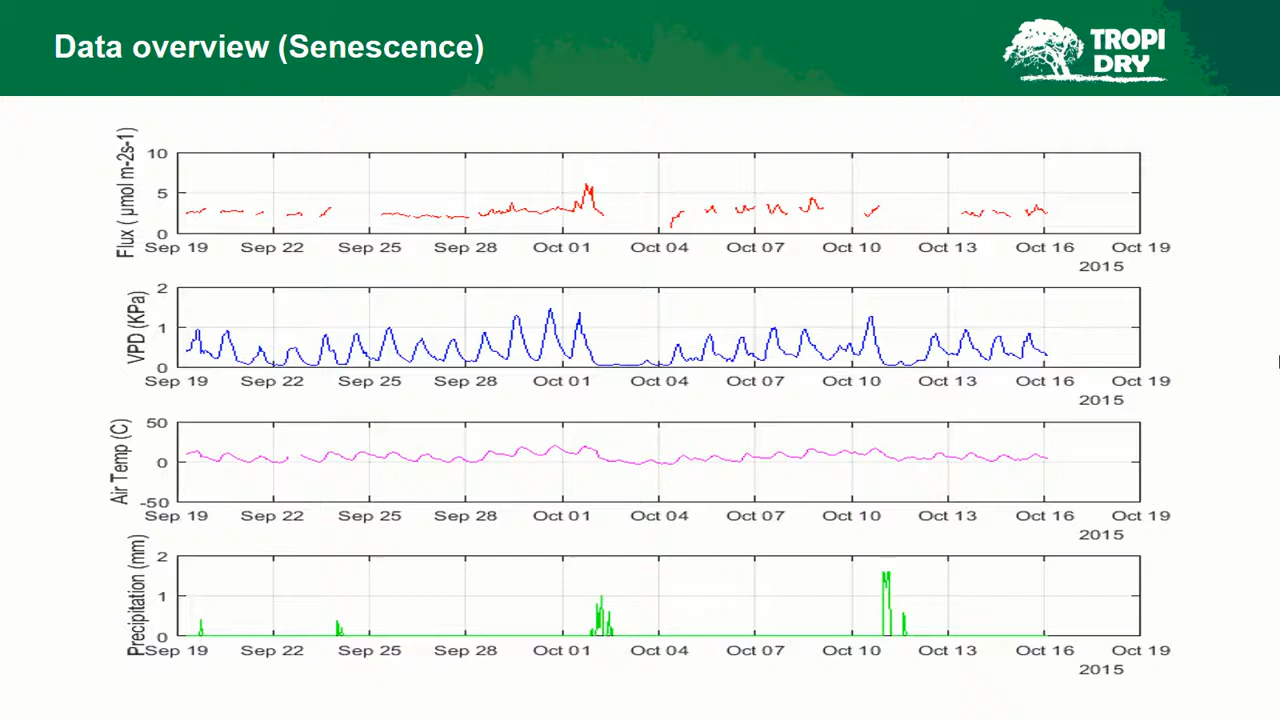 Data overview (Senescence)
TROPI
DRY
Flux ( µmol m-2s-1)
10
5
0
Sep 19 Sep 22 Sep 25 Sep 28 Oct 01 Oct 04 Oct 07 Oct 10 Oct 13 Oct 16 Oct 19
2015
VPD (KPa)
2
1
0
Sep 19 Sep 22 Sep 25 Sep 28 Oct 01 Oct 04 Oct 07 Oct 10 Oct 13 Oct 16 Oct 19
2015
Air Temp (C)
50
0
-50
Sep 19 Sep 22 Sep 25 Sep 28 Oct 01 Oct 04 Oct 07 Oct 10 Oct 13 Oct 16 Oct 19
2015
Precipitation (mm)
2
1
0
Sep 19 Sep 22 Sep 25 Sep 28 Oct 01 Oct 04 Oct 07 Oct 10 Oct 13 Oct 16 Oct 19
2015